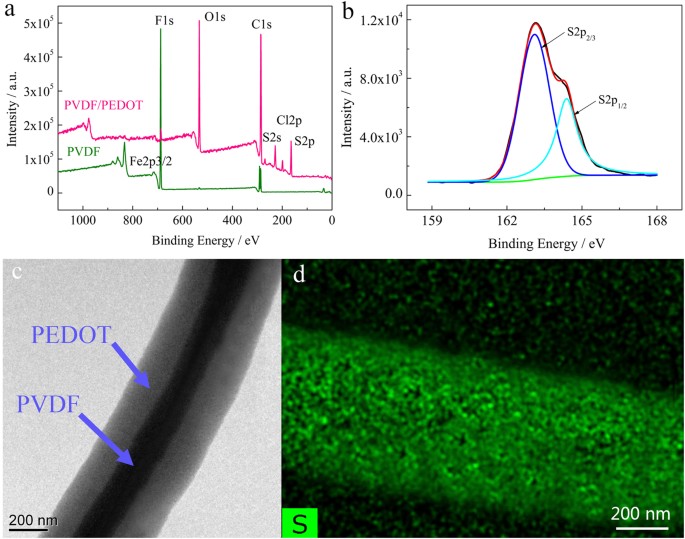 a
5x10⁵
4x10⁵
3x10⁵
2x10⁵
1x10⁵
0
Intensity / a.u.
F1s
O1s
C1s
PVDF/PEDOT
Cl2p
S2s
S2p
PVDF
Fe2p3/2
1000
800
600
400
200
0
Binding Energy / eV
b
1.2x10⁴
8.0x10³
4.0x10³
0.0
Intensity / a.u.
S2p₂/₃
S2p₁/₂
159
162
165
168
Binding Energy / eV
c
PEDOT
PVDF
200 nm
d
S
200 nm